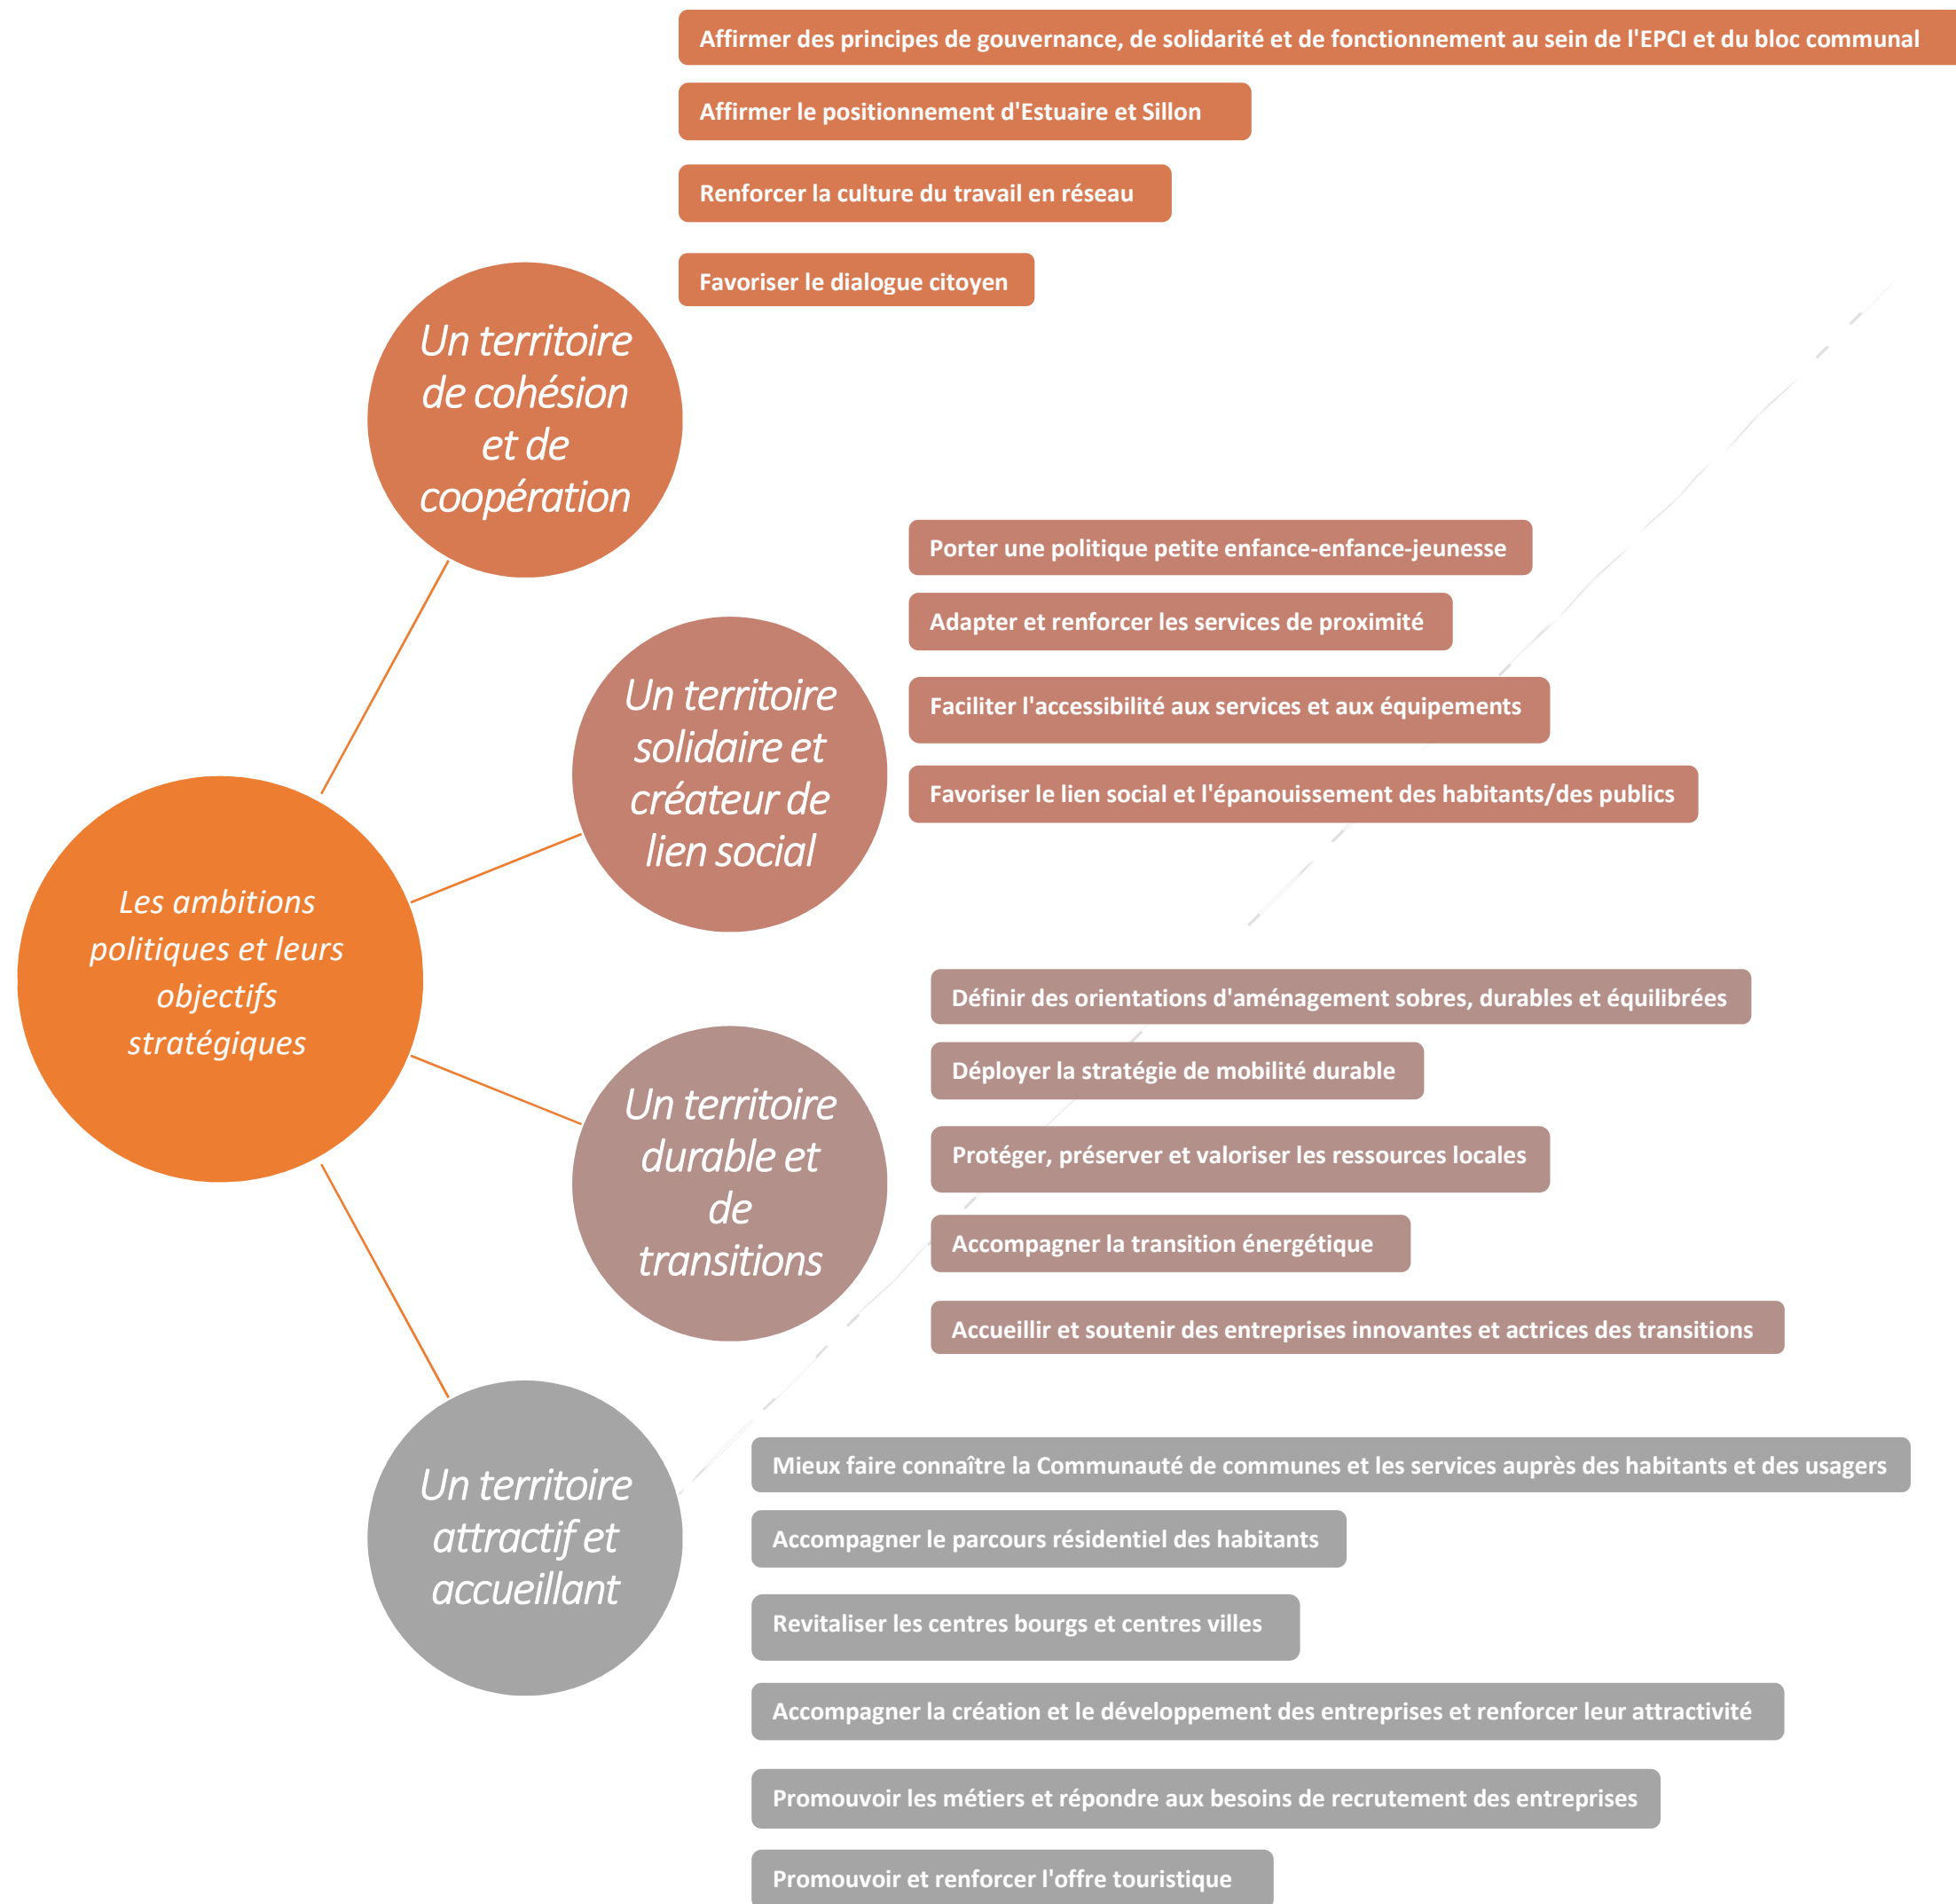 Affirmer des principes de gouvernance, de solidarité et de fonctionnement au sein de l'EPCI et du bloc communal
Affirmer le positionnement d'Estuaire et Sillon
Renforcer la culture du travail en réseau
Favoriser le dialogue citoyen
Un territoire
de cohésion
et de
coopération
Porter une politique petite enfance-enfance-jeunesse
Adapter et renforcer les services de proximité
Faciliter l'accessibilité aux services et aux équipements
Favoriser le lien social et l'épanouissement des habitants/des publics
Un territoire
solidaire et
créateur de
lien social
Les ambitions
politiques et leurs
objectifs
stratégiques
Définir des orientations d'aménagement sobres, durables et équilibrées
Déployer la stratégie de mobilité durable
Protéger, préserver et valoriser les ressources locales
Accompagner la transition énergétique
Accueillir et soutenir des entreprises innovantes et actrices des transitions
Un territoire
durable et
de
transitions
Mieux faire connaître la Communauté de communes et les services auprès des habitants et des usagers
Accompagner le parcours résidentiel des habitants
Revitaliser les centres bourgs et centres villes
Accompagner la création et le développement des entreprises et renforcer leur attractivité
Promouvoir les métiers et répondre aux besoins de recrutement des entreprises
Promouvoir et renforcer l'offre touristique
Un territoire
attractif et
accueillant